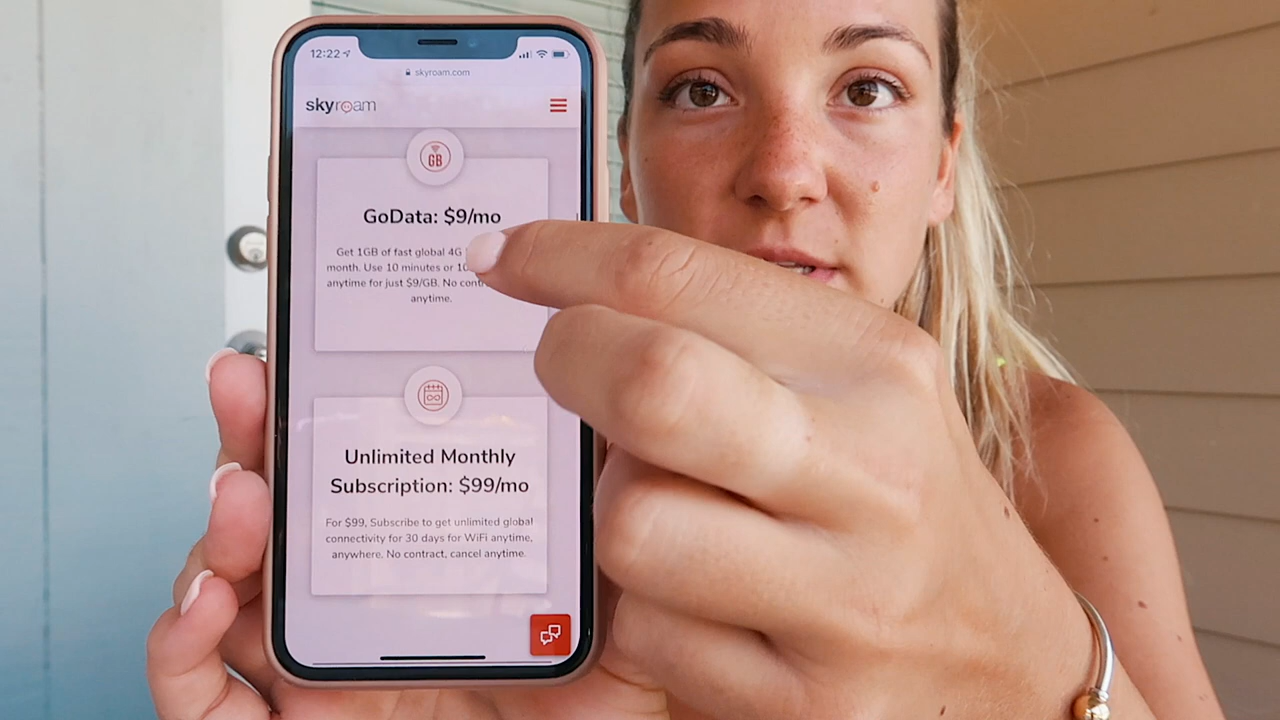 12:22
skyroam.com
skyroam
GB
GoData: $9/mo
Get 1GB of fast global 4G
month. Use 10 minutes or
anytime for just $9/GB. No
anytime.
Unlimited Monthly
Subscription: $99/mo
For $99, Subscribe to get unlimited global
connectivity for 30 days for WiFi anytime,
anywhere. No contract, cancel anytime.